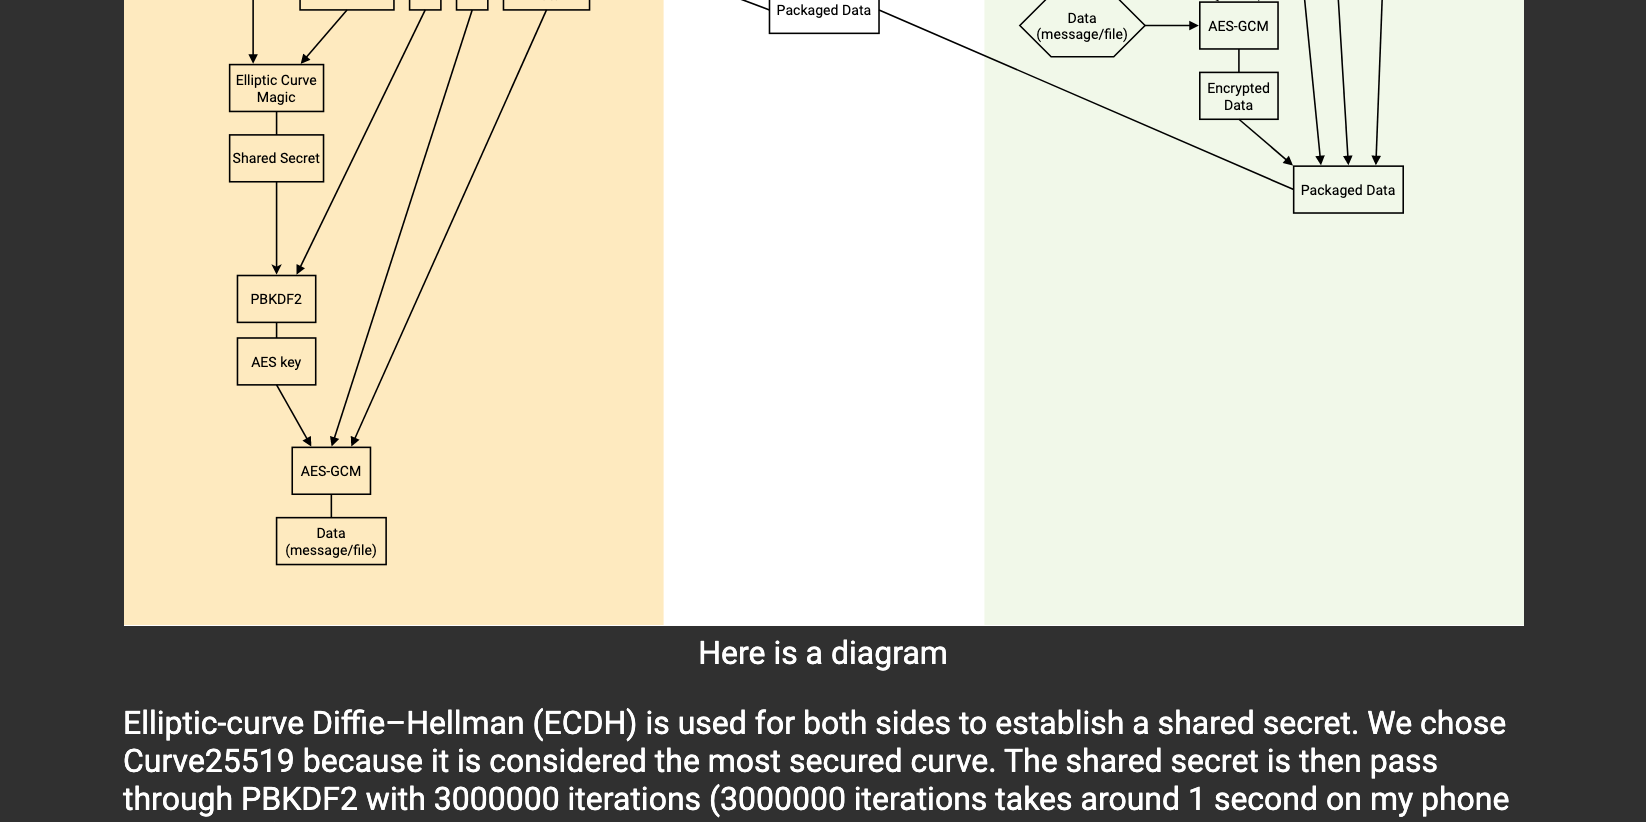 Elliptic Curve
Magic
Shared Secret
PBKDF2
AES key
AES-GCM
Data
(message/file)
Packaged Data
Data
(message/file)
AES-GCM
Encrypted
Data
Packaged Data
Here is a diagram
Elliptic-curve Diffie–Hellman (ECDH) is used for both sides to establish a shared secret. We chose
Curve25519 because it is considered the most secured curve. The shared secret is then pass
through PBKDF2 with 3000000 iterations (3000000 iterations takes around 1 second on my phone